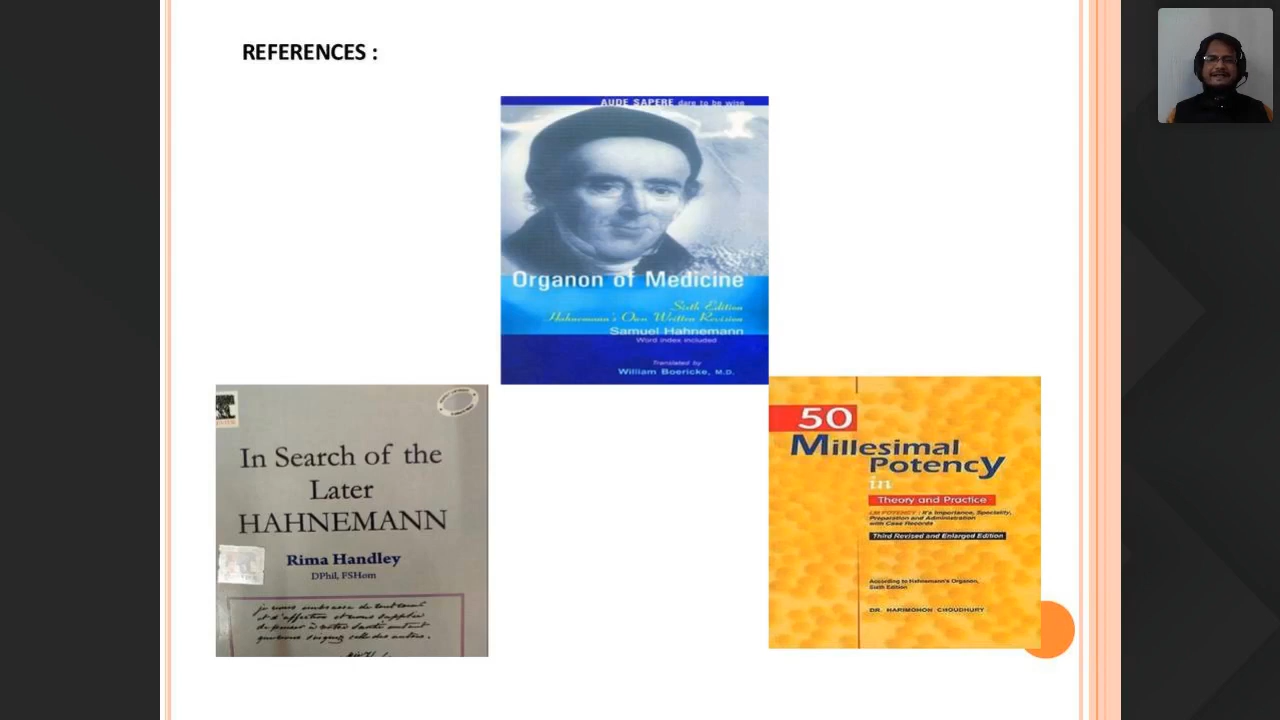 REFERENCES :
AUDE SAPERE dare to be wise
Organon of Medicine
Sixth Edition
Hahnemann's Own Written Revision
Samuel Hahnemann
Word index included
Translated by
William Boericke, M.D.
In Search of the
Later
HAHNEMANN
Rima Handley
DPhil, FSHom
50
Millesimal
Potency
in
Theory and Practice
LM POTENCY : It's Importance, Speciality,
Preparation and Administration
with Case Records
Third Revised and Enlarged Edition
According to Hahnemann's Organon,
Sixth Edition
DR. HARIMOHON CHOUDHURY